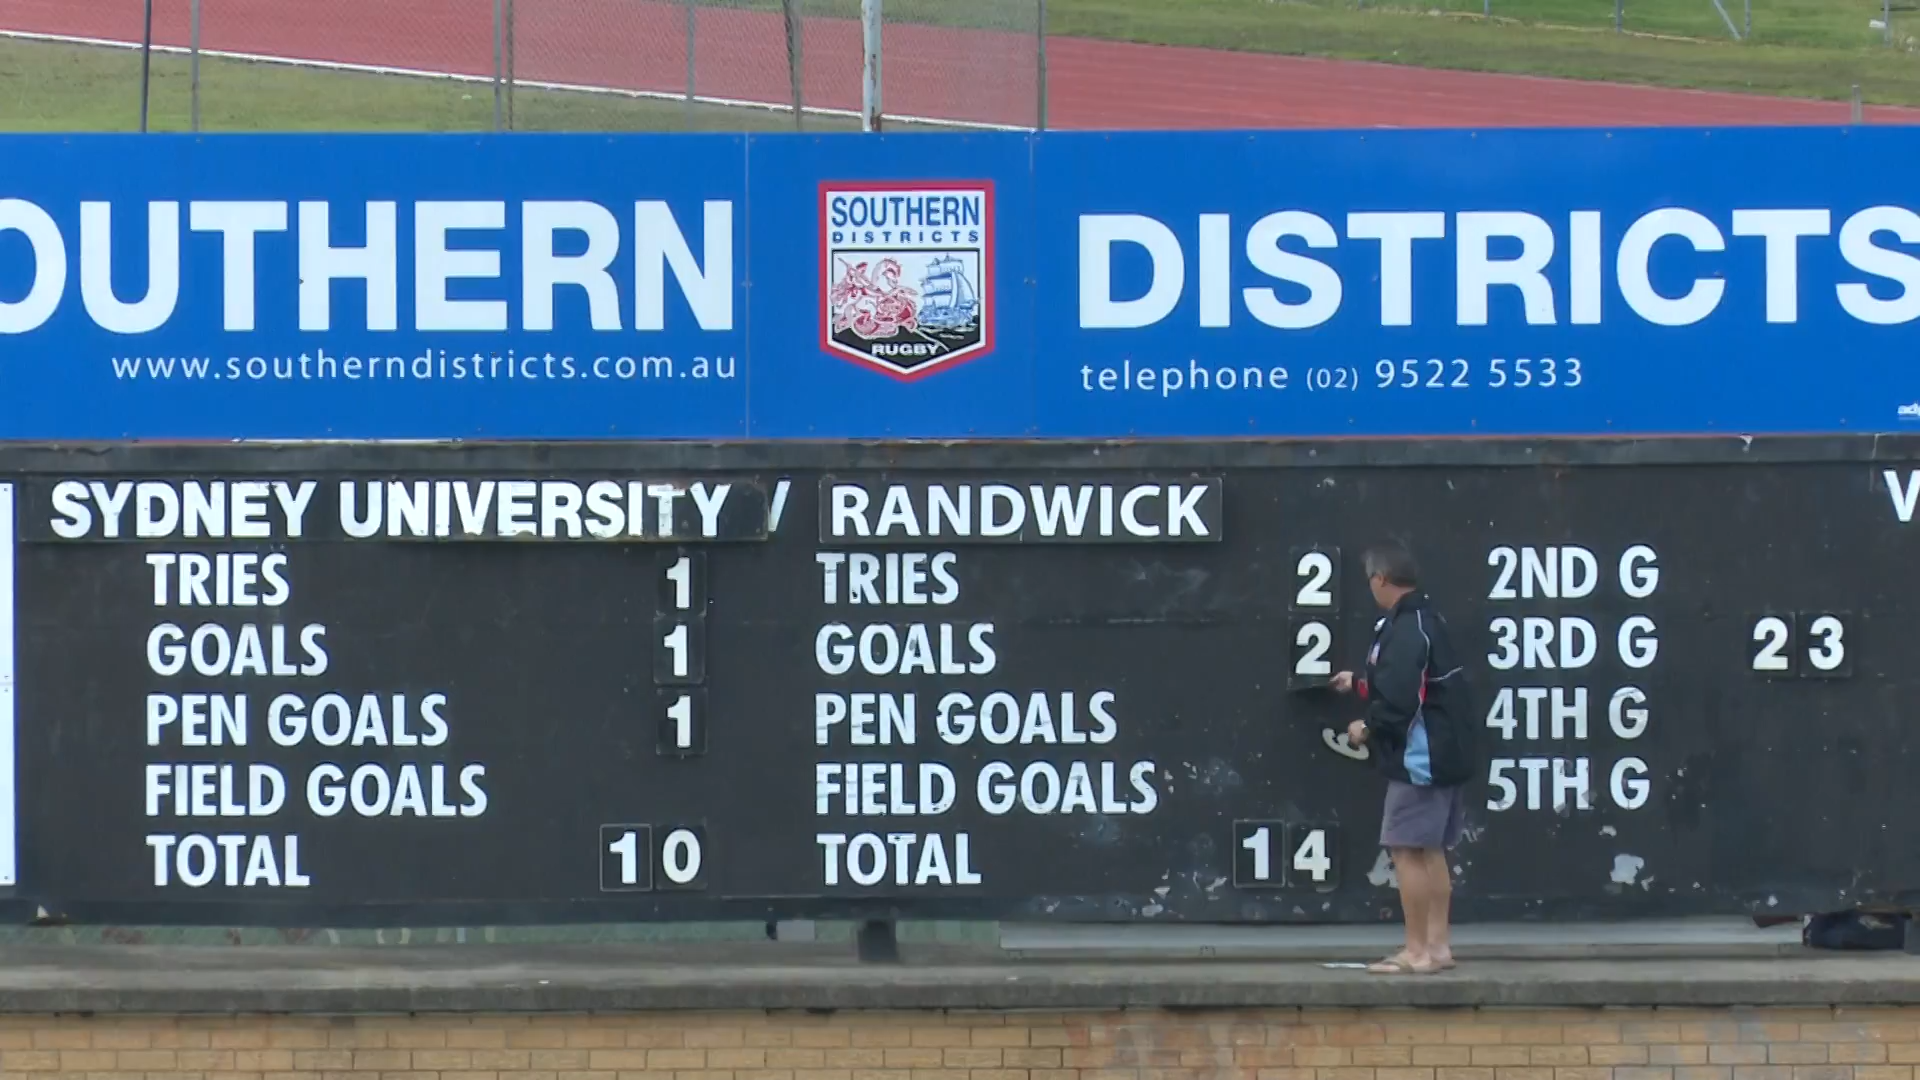 OUTHERN
www.southerndistricts.com.au
SOUTHERN
DISTRICTS
RUGBY
DISTRICTS
telephone (02) 9522 5533
SYDNEY UNIVERSITY V RANDWICK
TRIES 1 TRIES 2 2ND G
GOALS 1 GOALS 2 3RD G 23
PEN GOALS 1 PEN GOALS 4TH G
FIELD GOALS FIELD GOALS 5TH G
TOTAL 10 TOTAL 14
V